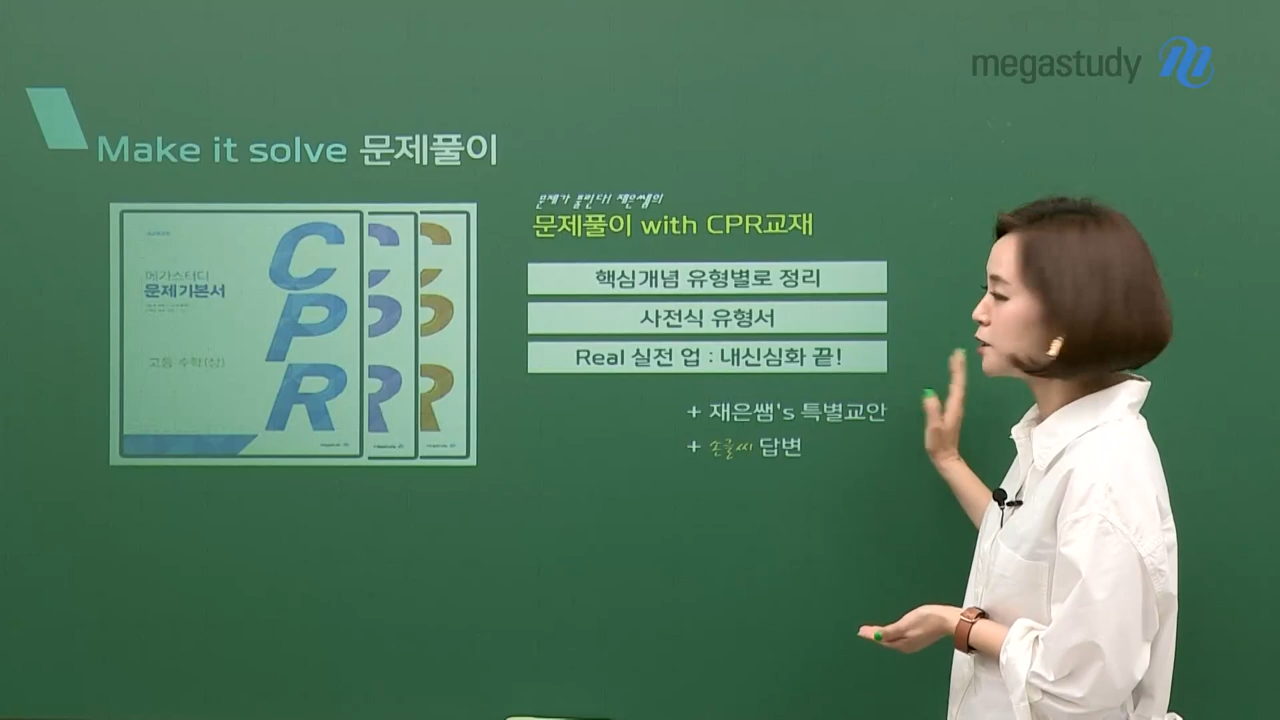 megastudy
Make it solve 문제풀이
문제가 풀린다! 재은쌤의
문제풀이 with CPR교재
메가스터디
문제기본서
고등 수학(상)
C
P
R
핵심개념 유형별로 정리
사전식 유형서
Real 실전 업 : 내신심화 끝!
+ 재은쌤's 특별교안
+ 손글씨 답변